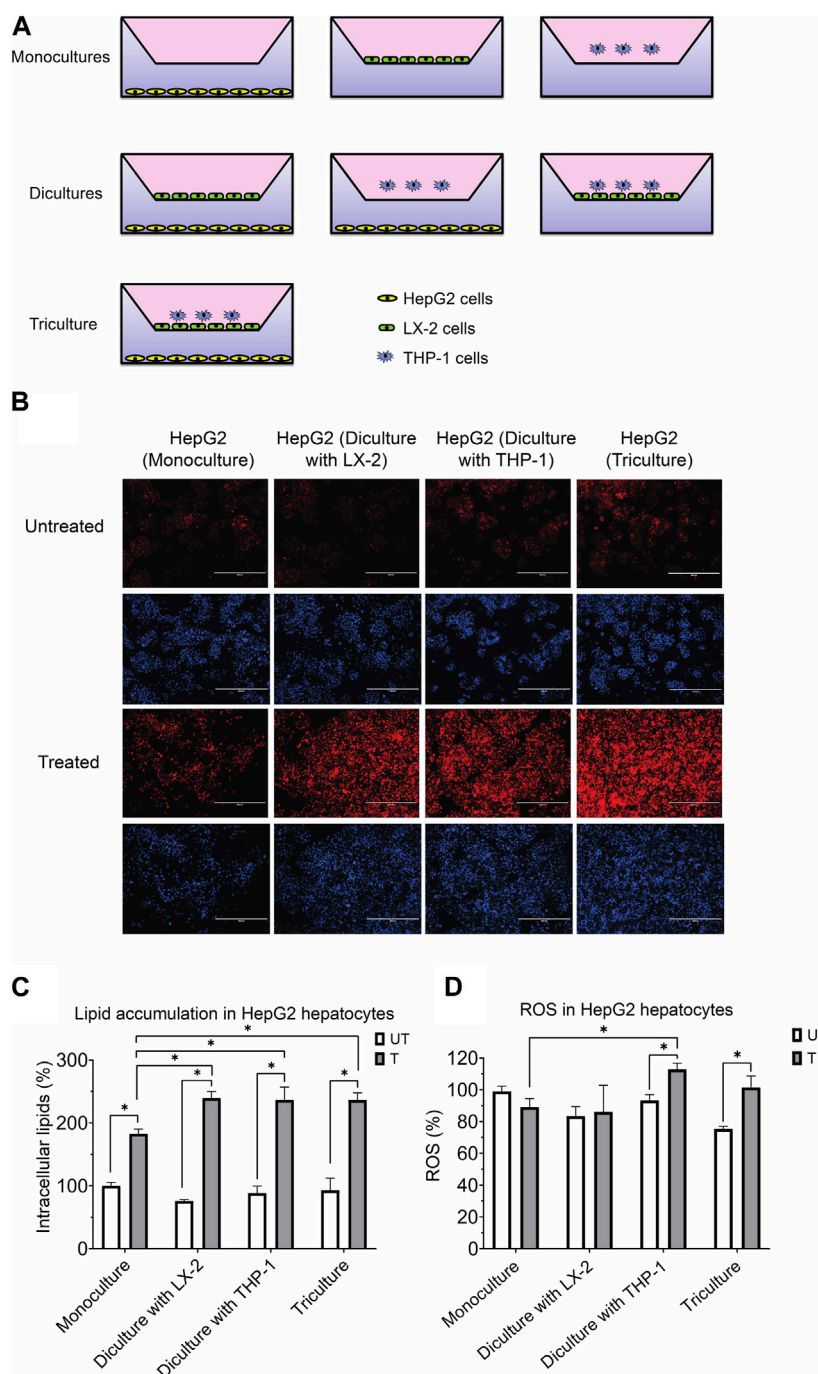 A
Monocultures
Dicultures
Triculture
HepG2 cells
LX-2 cells
THP-1 cells
B
HepG2 (Monoculture)
HepG2 (Diculture with LX-2)
HepG2 (Diculture with THP-1)
HepG2 (Triculture)
Untreated
Treated
C
Lipid accumulation in HepG2 hepatocytes
UT
T
Intracellular lipids (%)
300
250
200
150
100
50
0
* * * * * * *
Monoculture
Diculture with LX-2
Diculture with THP-1
Triculture
D
ROS in HepG2 hepatocytes
U
T
ROS (%)
120
100
80
60
40
20
0
* * *
Monoculture
Diculture with LX-2
Diculture with THP-1
Triculture